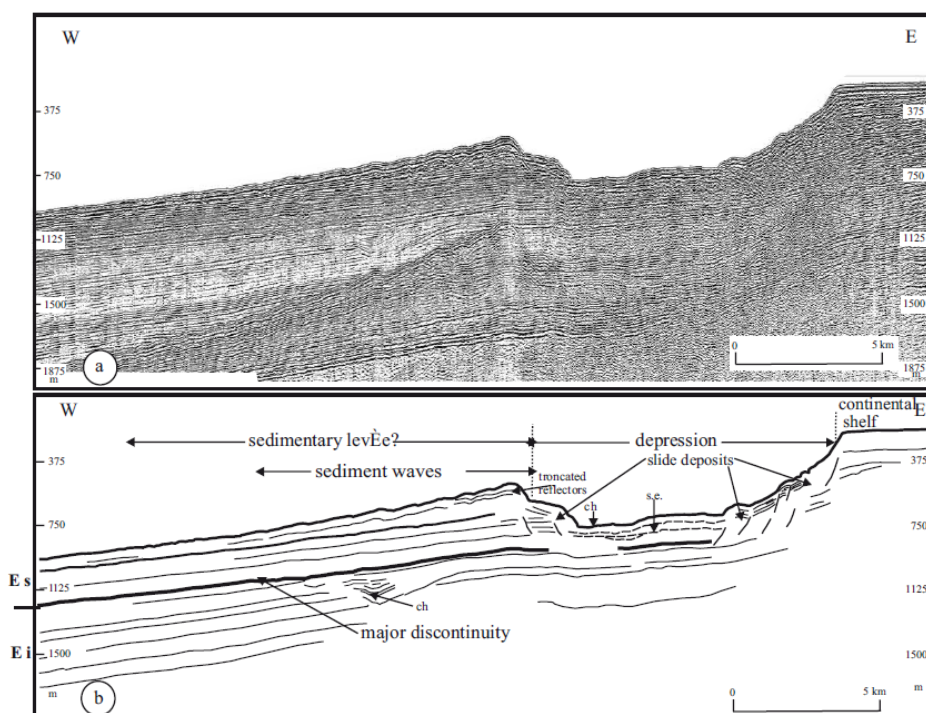 W
E
375
375
750
750
1125
1125
1500
1500
0
5 km
1875
1875
m
m
a
W
E
continental
shelf
sedimentary levÈe?
depression
375
sediment waves
slide deposits
375
troncated
reflectors
ch
s.e.
750
750
E s
1125
1125
ch
major discontinuity
E i
1500
1500
m
m
b
0
5 km